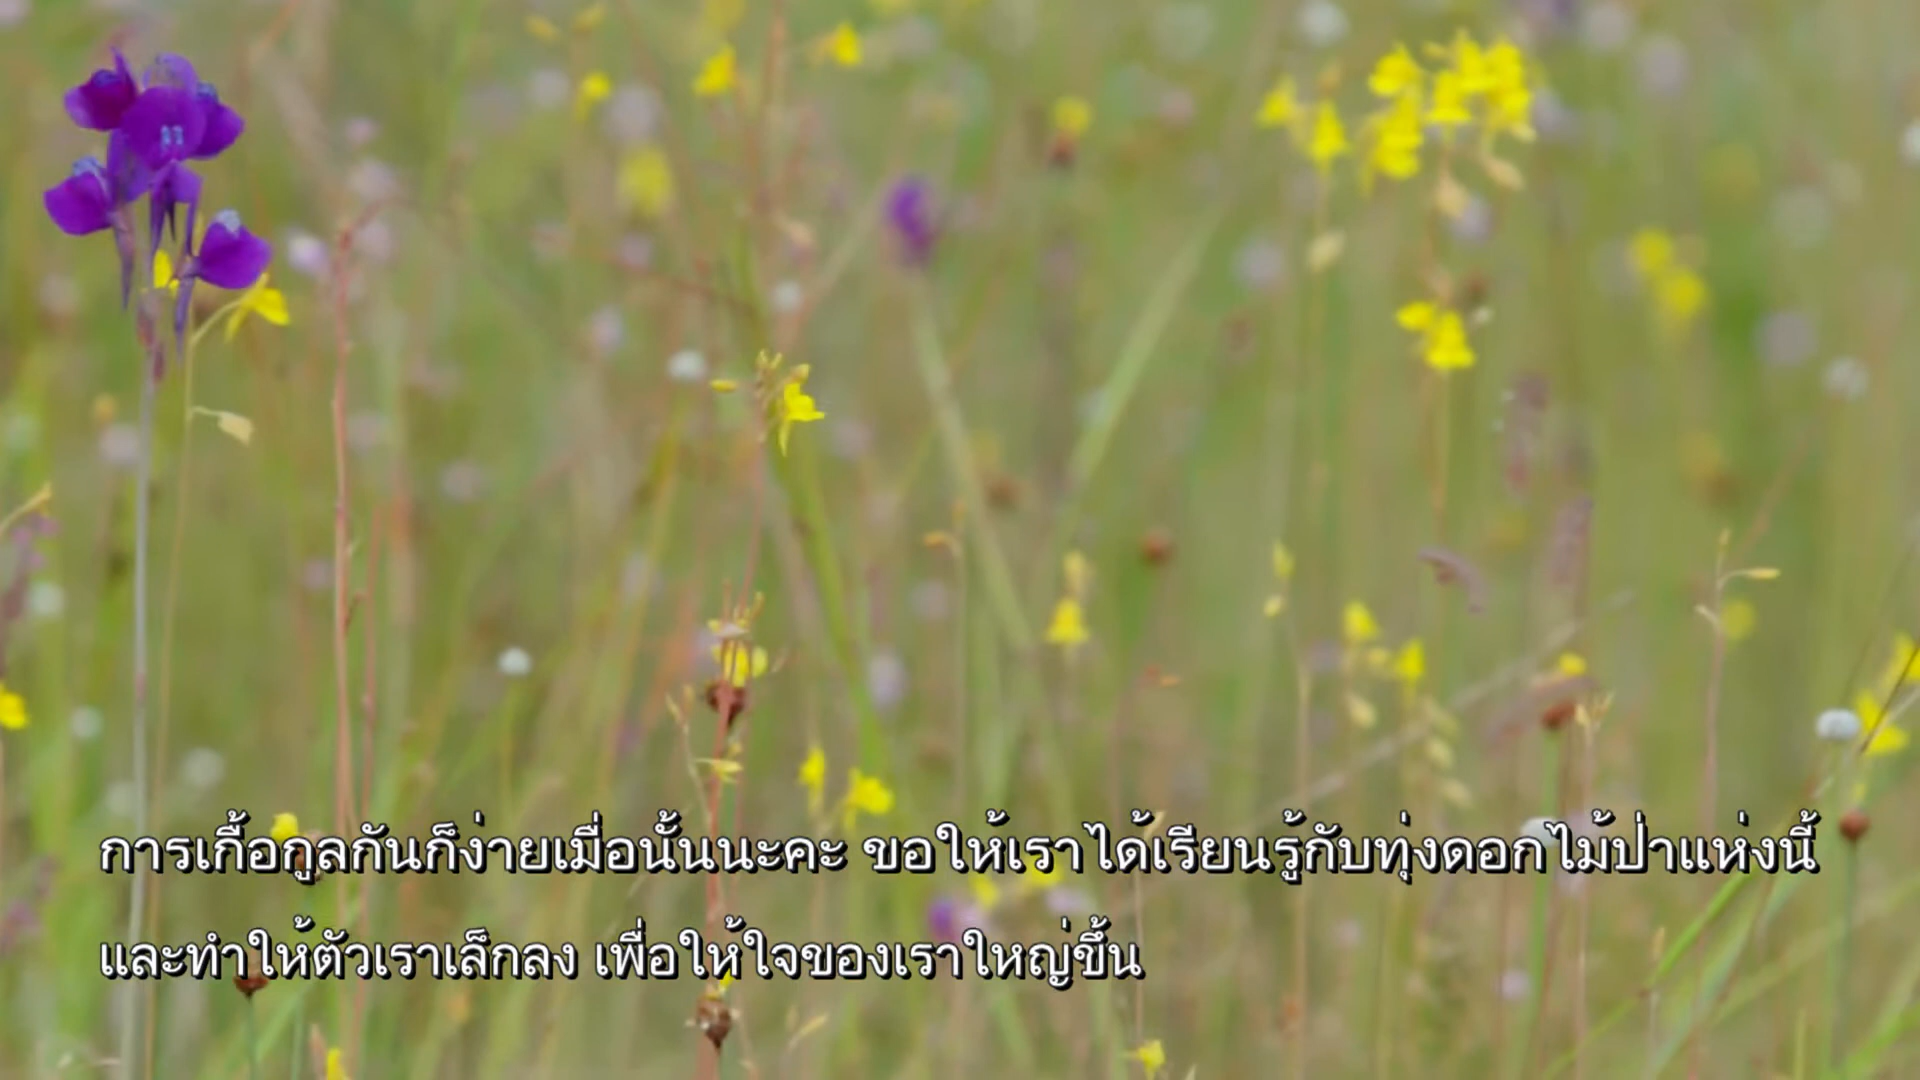 การเกื้อกูลกันก็ง่ายเมื่อนั้นนะคะ ขอให้เราได้เรียนรู้กับทุ่งดอกไม้ป่าแห่งนี้
และทำให้ตัวเราเล็กลง เพื่อให้ใจของเราใหญ่ขึ้น